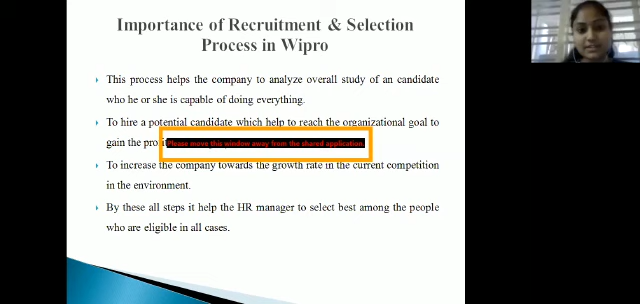 Importance of Recruitment & Selection
Process in Wipro
This process helps the company to analyze overall study of an candidate
who he or she is capable of doing everything.
To hire a potential candidate which help to reach the organizational goal to
gain the profit
Please move this window away from the shared application.
To increase the company towards the growth rate in the current competition
in the environment.
By these all steps it help the HR manager to select best among the people
who are eligible in all cases.